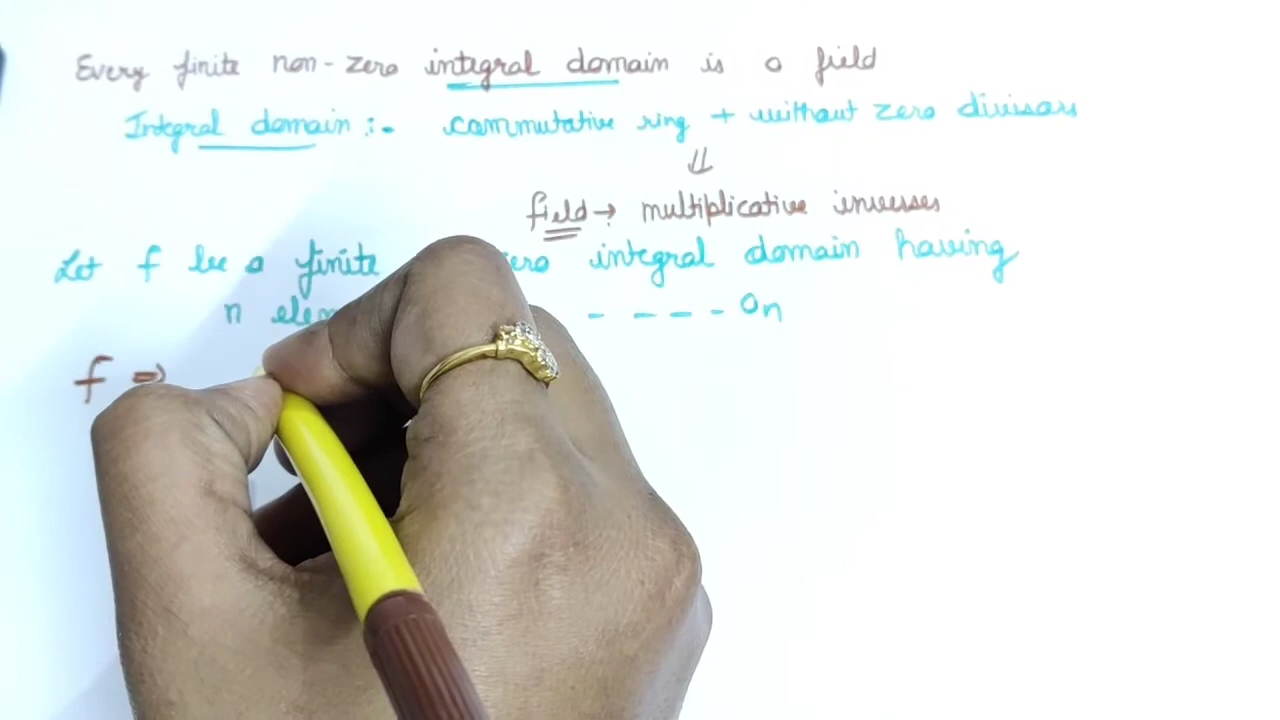 Every finite non-zero integral domain is a field
Integral domain :- commutative ring + without zero divisors
⇓
field → multiplicative inverses
Let f be a finite integral domain having
n - - - - - an
f ⇒